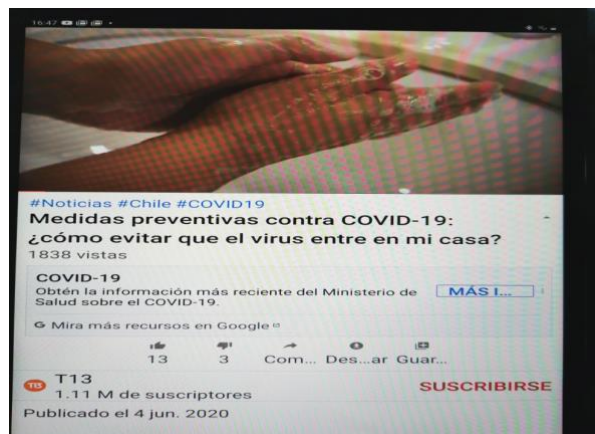 16:47
#Noticias #Chile #COVID19
Medidas preventivas contra COVID-19:
¿cómo evitar que el virus entre en mi casa?
1838 vistas
COVID-19
Obtén la información más reciente del Ministerio de
Salud sobre el COVID-19.
MÁS I...
G Mira más recursos en Google
13 3 Com... Des...ar Guar...
T13
T13
1.11 M de suscriptores
SUSCRIBIRSE
Publicado el 4 jun. 2020